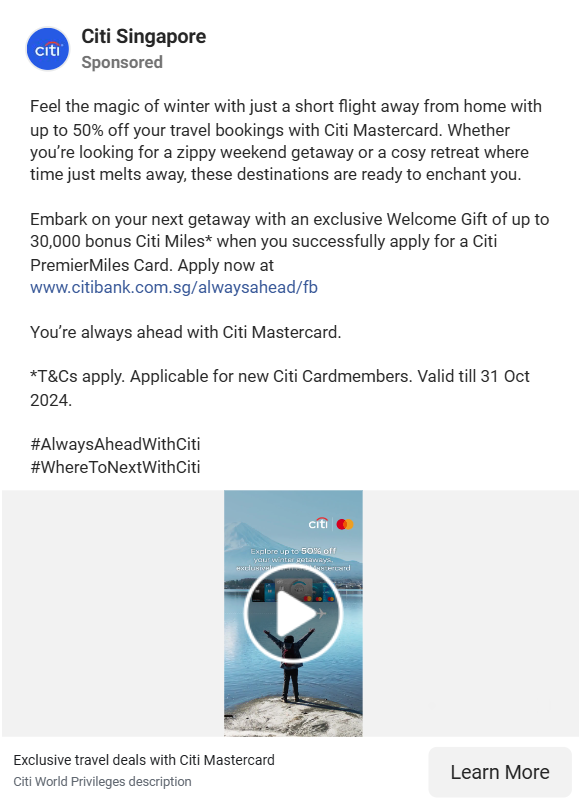 citi
Citi Singapore
Sponsored
Feel the magic of winter with just a short flight away from home with
up to 50% off your travel bookings with Citi Mastercard. Whether
you’re looking for a zippy weekend getaway or a cosy retreat where
time just melts away, these destinations are ready to enchant you.
Embark on your next getaway with an exclusive Welcome Gift of up to
30,000 bonus Citi Miles* when you successfully apply for a Citi
PremierMiles Card. Apply now at
www.citibank.com.sg/alwaysahead/fb
You’re always ahead with Citi Mastercard.
*T&Cs apply. Applicable for new Citi Cardmembers. Valid till 31 Oct
2024.
#AlwaysAheadWithCiti
#WhereToNextWithCiti
citi
Explore up to 50% off
your winter getaways,
Exclusive travel deals with Citi Mastercard
Citi World Privileges description
Learn More